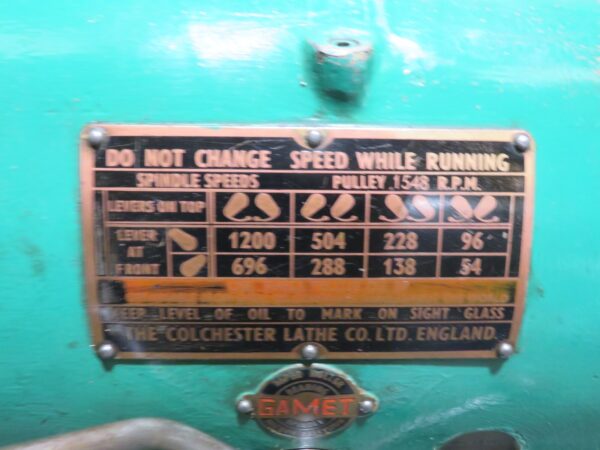 DO NOT CHANGE SPEED WHILE RUNNING
SPINDLE SPEEDS PULLEY 1548 R.P.M.
LEVERS ON TOP
LEVER AT FRONT
1200 504 228 96
696 288 138 54
KEEP LEVEL OF OIL TO MARK ON SIGHT GLASS
THE COLCHESTER LATHE CO. LTD. ENGLAND.
GAMET